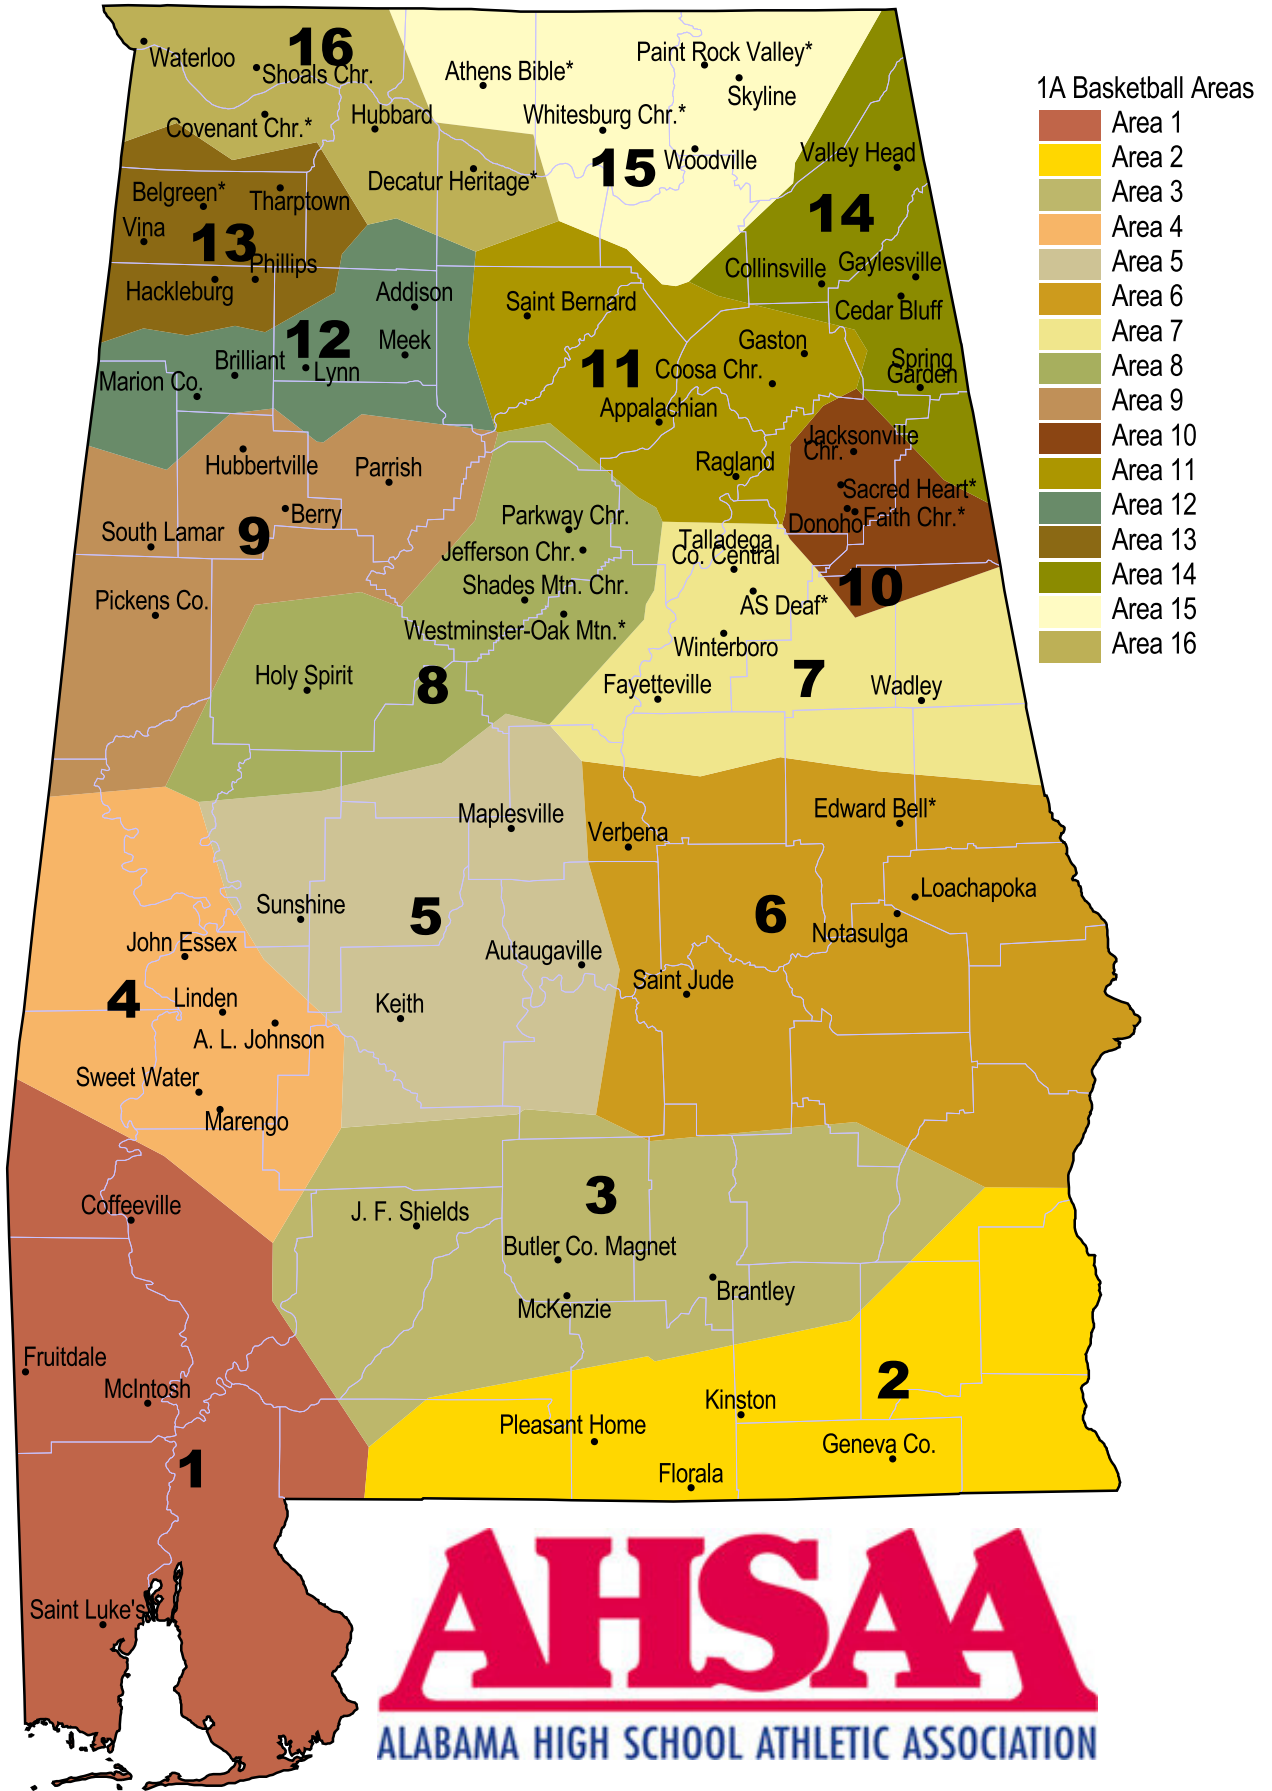 16
Waterloo
Shoals Chr.
Covenant Chr.*
Hubbard
Decatur Heritage*
Athens Bible*
Paint Rock Valley*
Skyline
Whitesburg Chr.*
15
Woodville
Valley Head
14
Collinsville
Gaylesville
Cedar Bluff
Spring
Garden
Belgreen*
Tharptown
Vina
13
Phillips
Hackleburg
Addison
12
Meek
Brilliant
Lynn
Marion Co.
Saint Bernard
11
Gaston
Coosa Chr.
Appalachian
Ragland
Jacksonville
Chr.
Sacred Heart*
Donoho
Faith Chr.*
10
Hubbertville
Parrish
Berry
South Lamar
9
Pickens Co.
Parkway Chr.
Jefferson Chr.
Shades Mtn. Chr.
Westminster-Oak Mtn.*
Holy Spirit
8
Talladega
Co. Central
AS Deaf*
Winterboro
Fayetteville
7
Wadley
Maplesville
Sunshine
5
Autaugaville
Keith
Verbena
Edward Bell*
Loachapoka
6
Notasulga
Saint Jude
John Essex
4
Linden
A. L. Johnson
Sweet Water
Marengo
3
J. F. Shields
Butler Co. Magnet
McKenzie
Brantley
Coffeeville
Fruitdale
McIntosh
1
Saint Luke's
2
Kinston
Pleasant Home
Geneva Co.
Florala
1A Basketball Areas
Area 1
Area 2
Area 3
Area 4
Area 5
Area 6
Area 7
Area 8
Area 9
Area 10
Area 11
Area 12
Area 13
Area 14
Area 15
Area 16
AHSAA
ALABAMA HIGH SCHOOL ATHLETIC ASSOCIATION